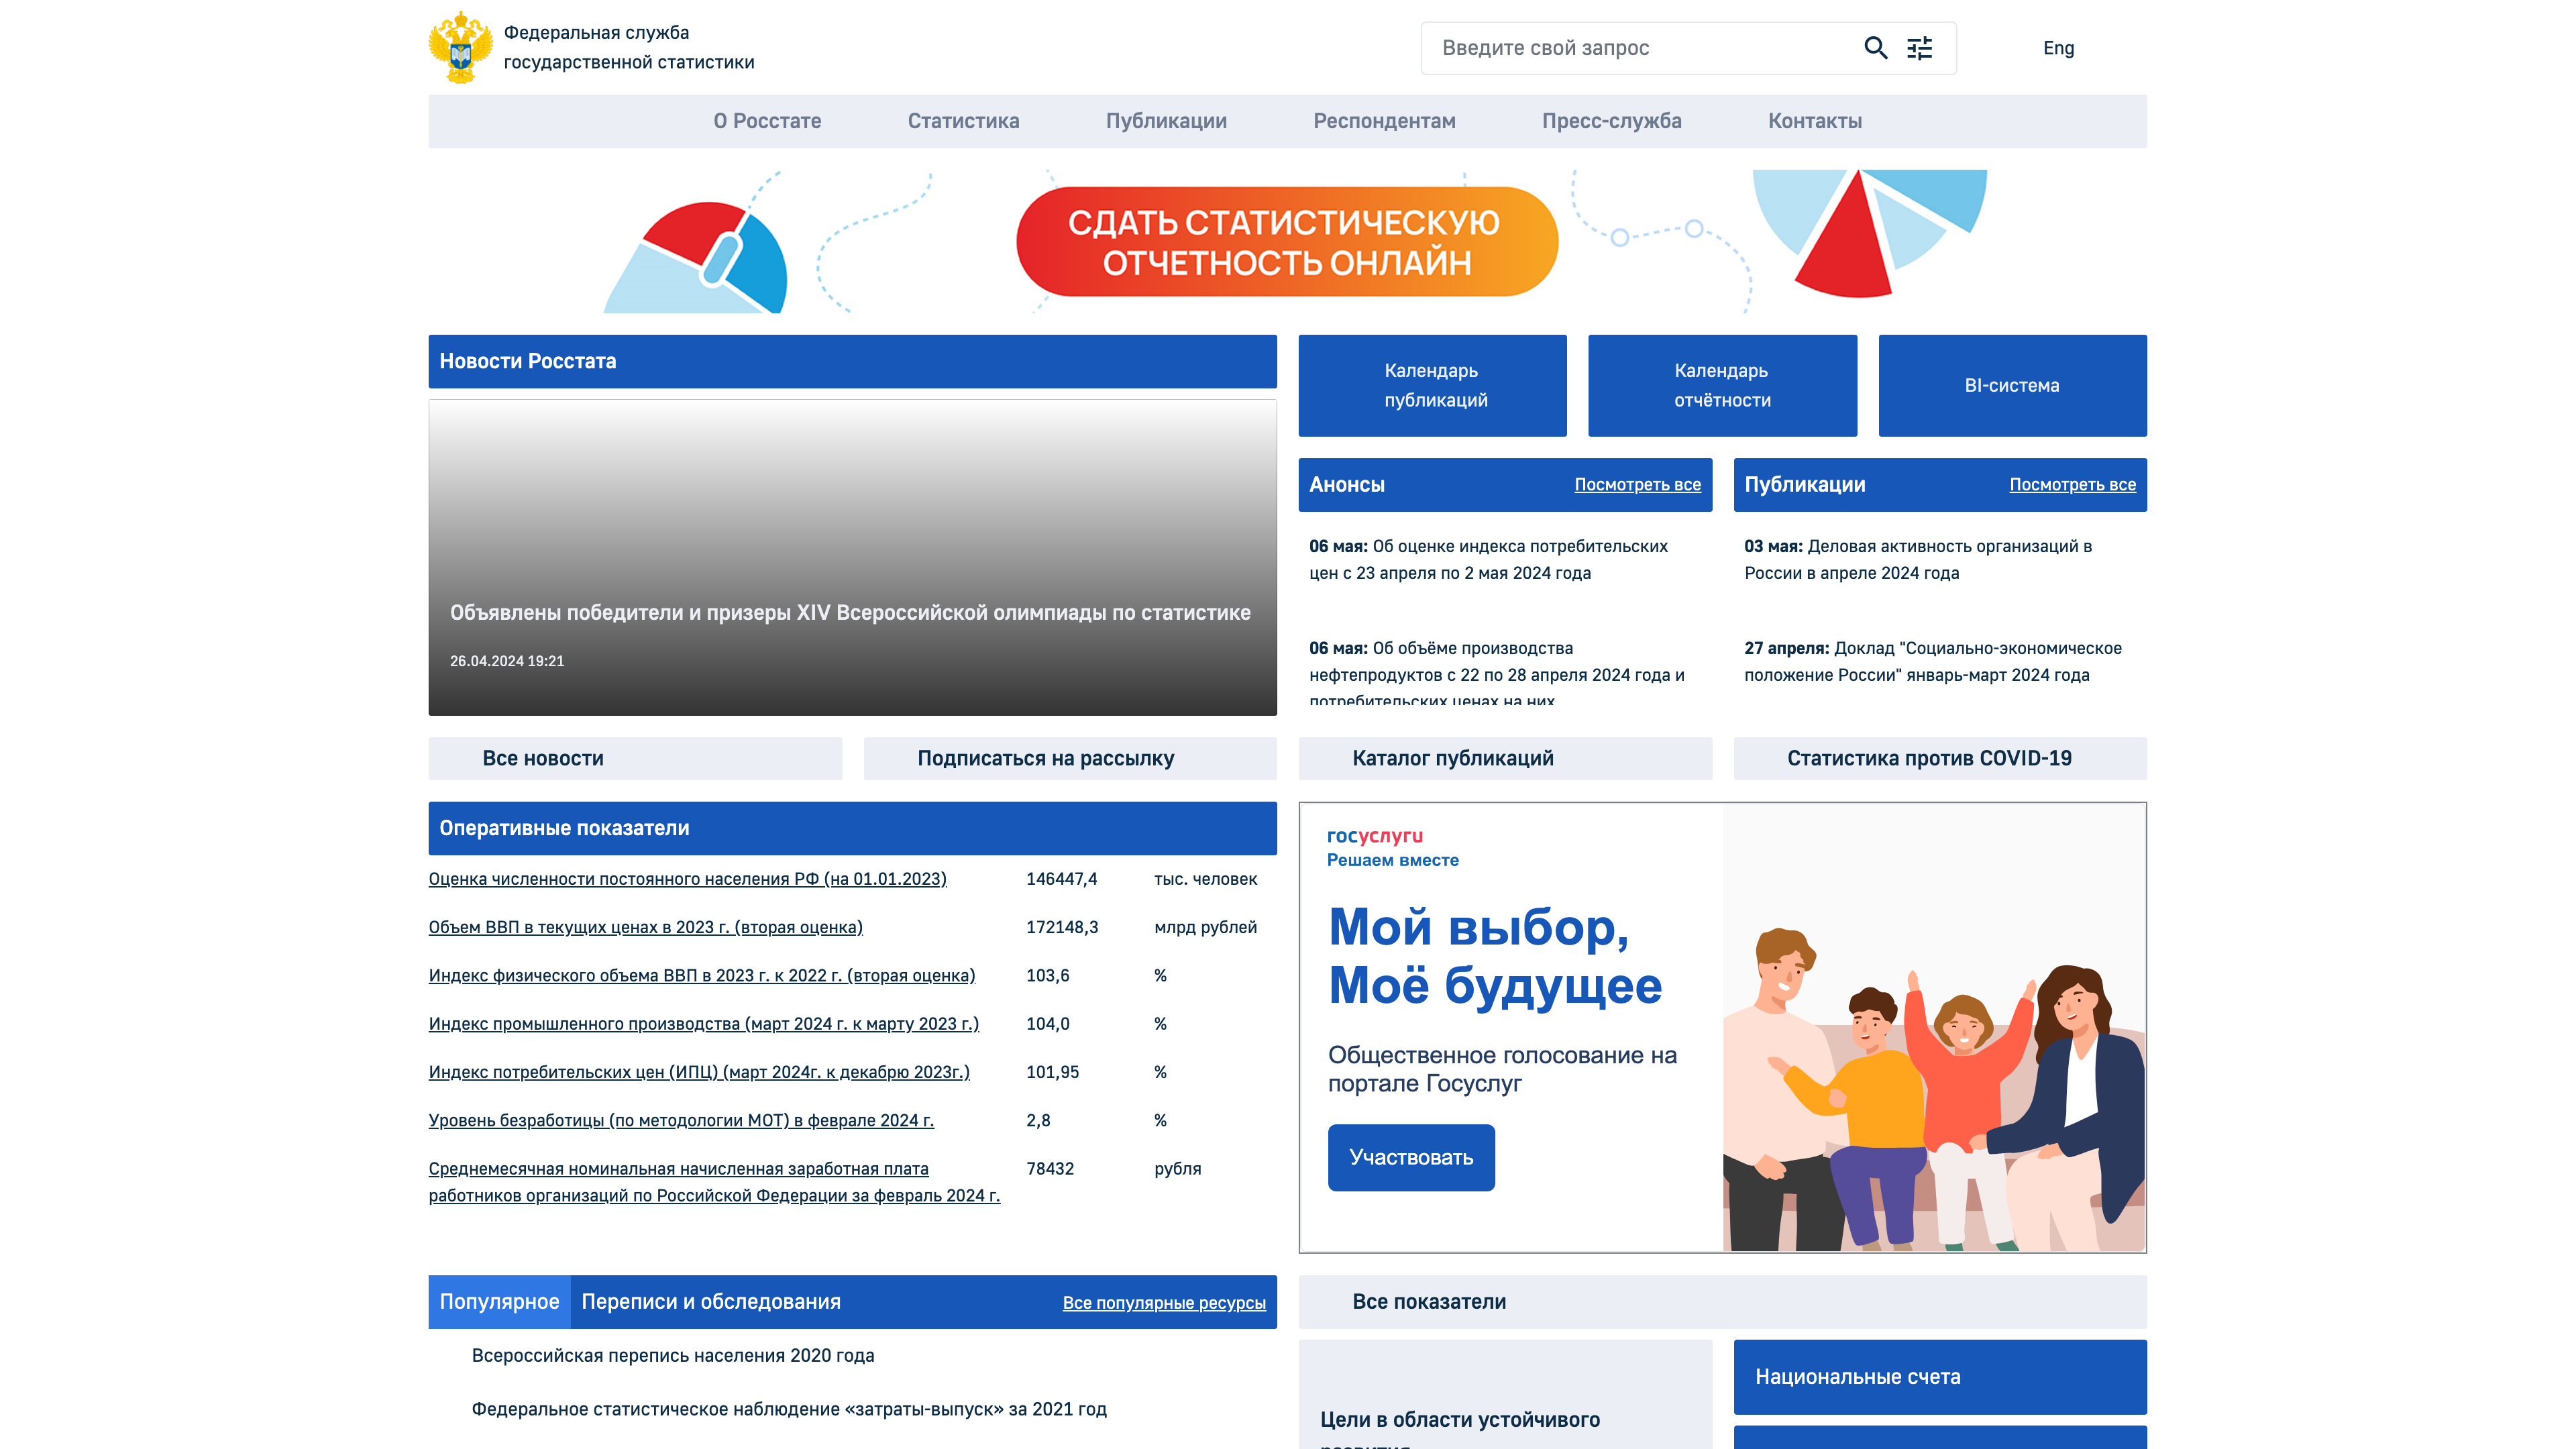 Федеральная служба
государственной статистики
Введите свой запрос
Eng
О Росстате
Статистика
Публикации
Респондентам
Пресс-служба
Контакты
СДАТЬ СТАТИСТИЧЕСКУЮ
ОТЧЕТНОСТЬ ОНЛАЙН
Новости Росстата
Объявлены победители и призеры XIV Всероссийской олимпиады по статистике
26.04.2024 19:21
Календарь
публикаций
Календарь
отчётности
BI-система
Анонсы
Посмотреть все
06 мая: Об оценке индекса потребительских
цен с 23 апреля по 2 мая 2024 года
06 мая: Об объёме производства
нефтепродуктов с 22 по 28 апреля 2024 года и
потребительских ценах на них
Публикации
Посмотреть все
03 мая: Деловая активность организаций в
России в апреле 2024 года
27 апреля: Доклад "Социально-экономическое
положение России" январь-март 2024 года
Все новости
Подписаться на рассылку
Каталог публикаций
Статистика против COVID-19
Оперативные показатели
Оценка численности постоянного населения РФ (на 01.01.2023) 146447,4 тыс. человек
Объем ВВП в текущих ценах в 2023 г. (вторая оценка) 172148,3 млрд рублей
Индекс физического объема ВВП в 2023 г. к 2022 г. (вторая оценка) 103,6 %
Индекс промышленного производства (март 2024 г. к марту 2023 г.) 104,0 %
Индекс потребительских цен (ИПЦ) (март 2024г. к декабрю 2023г.) 101,95 %
Уровень безработицы (по методологии МОТ) в феврале 2024 г. 2,8 %
Среднемесячная номинальная начисленная заработная плата 78432 рубля
работников организаций по Российской Федерации за февраль 2024 г.
госуслуги
Решаем вместе
Мой выбор,
Моё будущее
Общественное голосование на
портале Госуслуг
Участвовать
Популярное
Переписи и обследования
Все популярные ресурсы
Всероссийская перепись населения 2020 года
Федеральное статистическое наблюдение «затраты-выпуск» за 2021 год
Все показатели
Цели в области устойчивого
Национальные счета